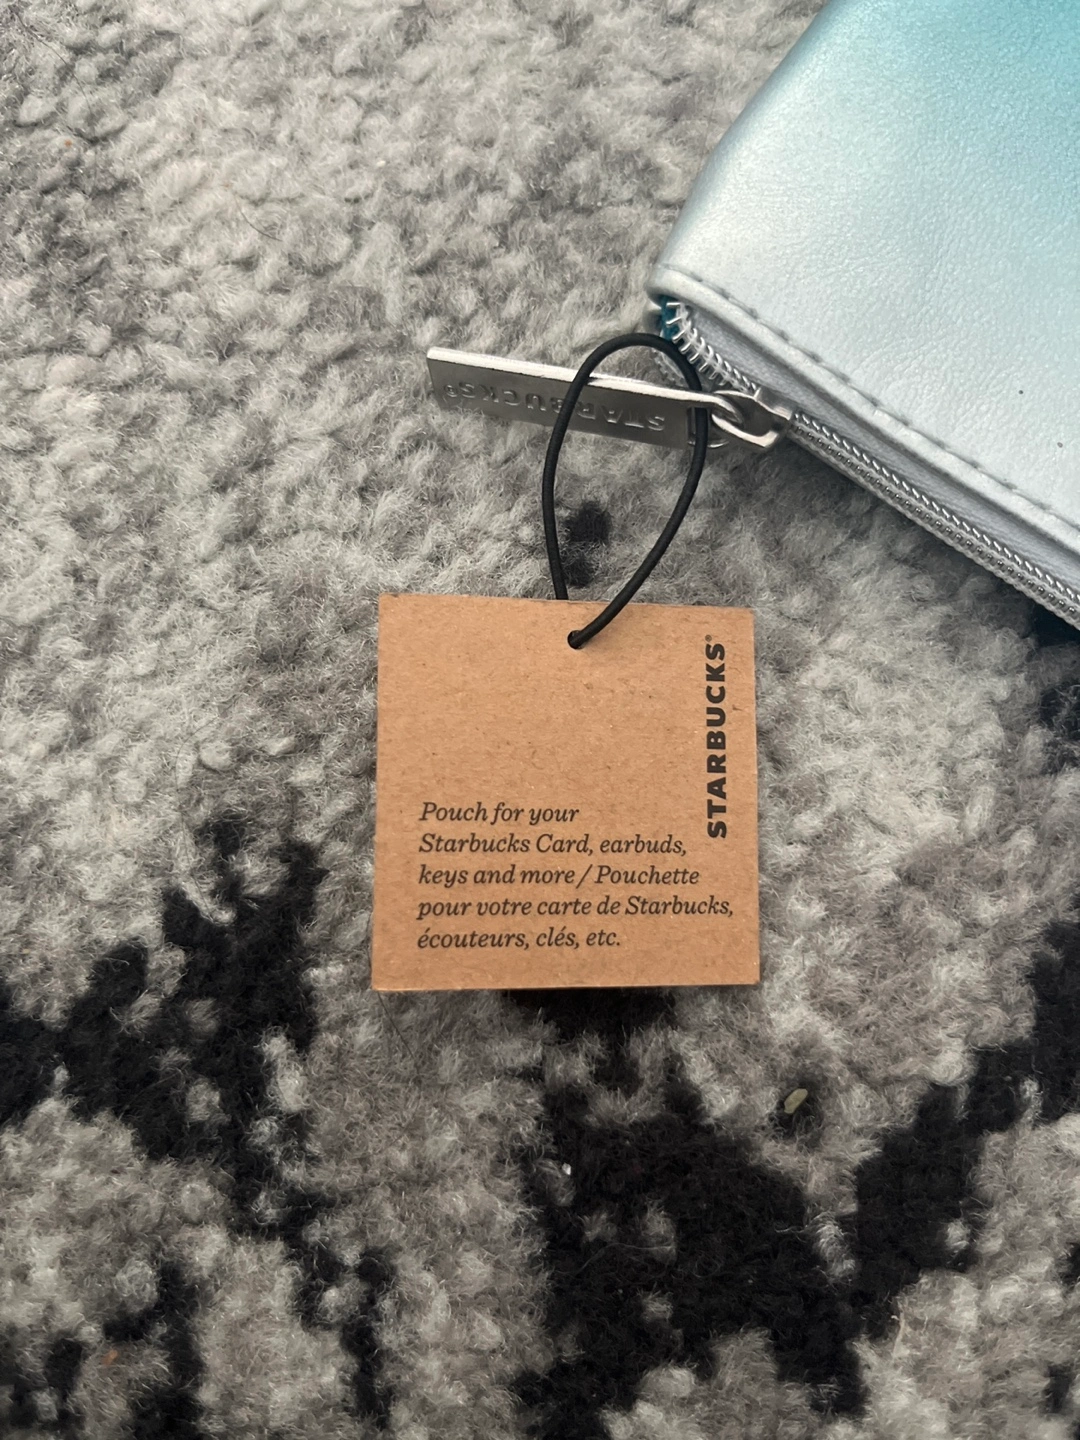 STARBUCKS®
STARBUCKS®
Pouch for your
Starbucks Card, earbuds,
keys and more / Pouchette
pour votre carte de Starbucks,
écouteurs, clés, etc.